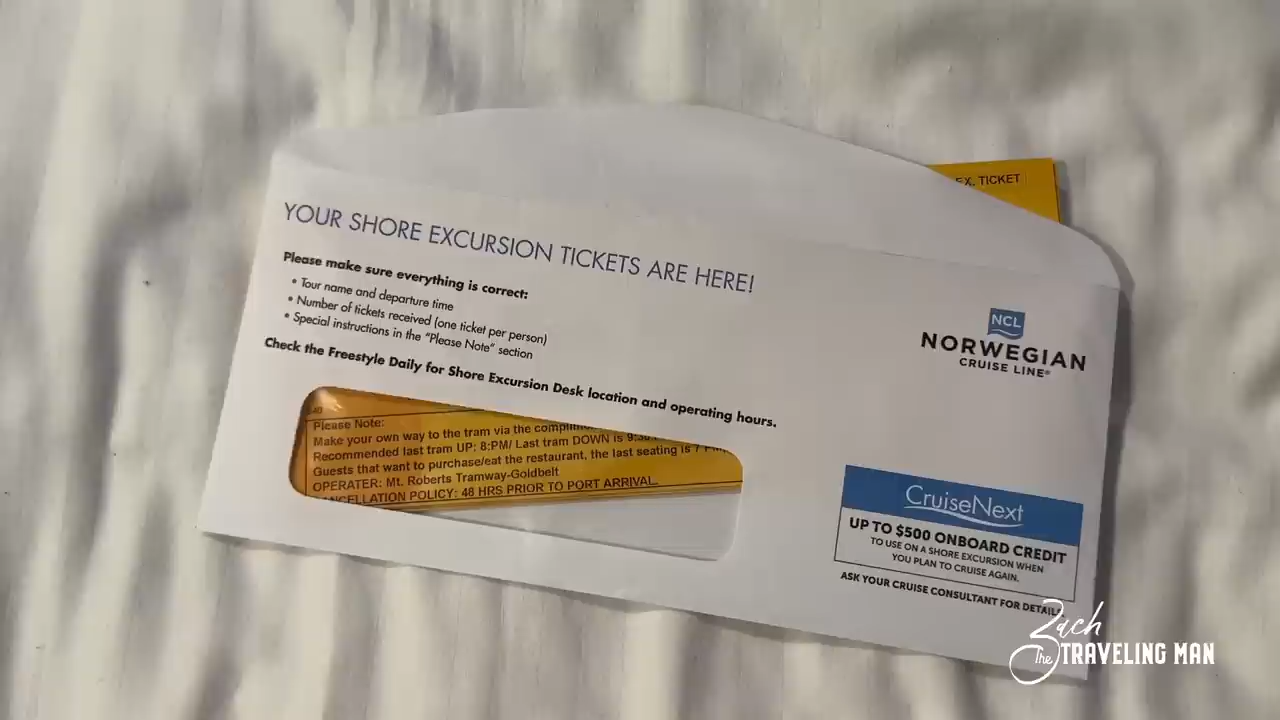 EX. TICKET
YOUR SHORE EXCURSION TICKETS ARE HERE!
Please make sure everything is correct:
• Tour name and departure time
• Number of tickets received (one ticket per person)
• Special instructions in the "Please Note" section
Check the Freestyle Daily for Shore Excursion Desk location and operating hours.
NCL
NORWEGIAN
CRUISE LINE®
Please Note:
Make your own way to the tram via the
Recommended last tram UP: 8:PM/ Last tram DOWN is
Guests that want to purchase/eat the restaurant, the last seating is 7
OPERATER: Mt. Roberts Tramway-Goldbelt
POLICY: 48 HRS PRIOR TO PORT ARRIVAL.
CruiseNext
UP TO $500 ONBOARD CREDIT
TO USE ON A SHORE EXCURSION WHEN
YOU PLAN TO CRUISE AGAIN.
ASK YOUR CRUISE CONSULTANT FOR
Zach
The TRAVELING MAN